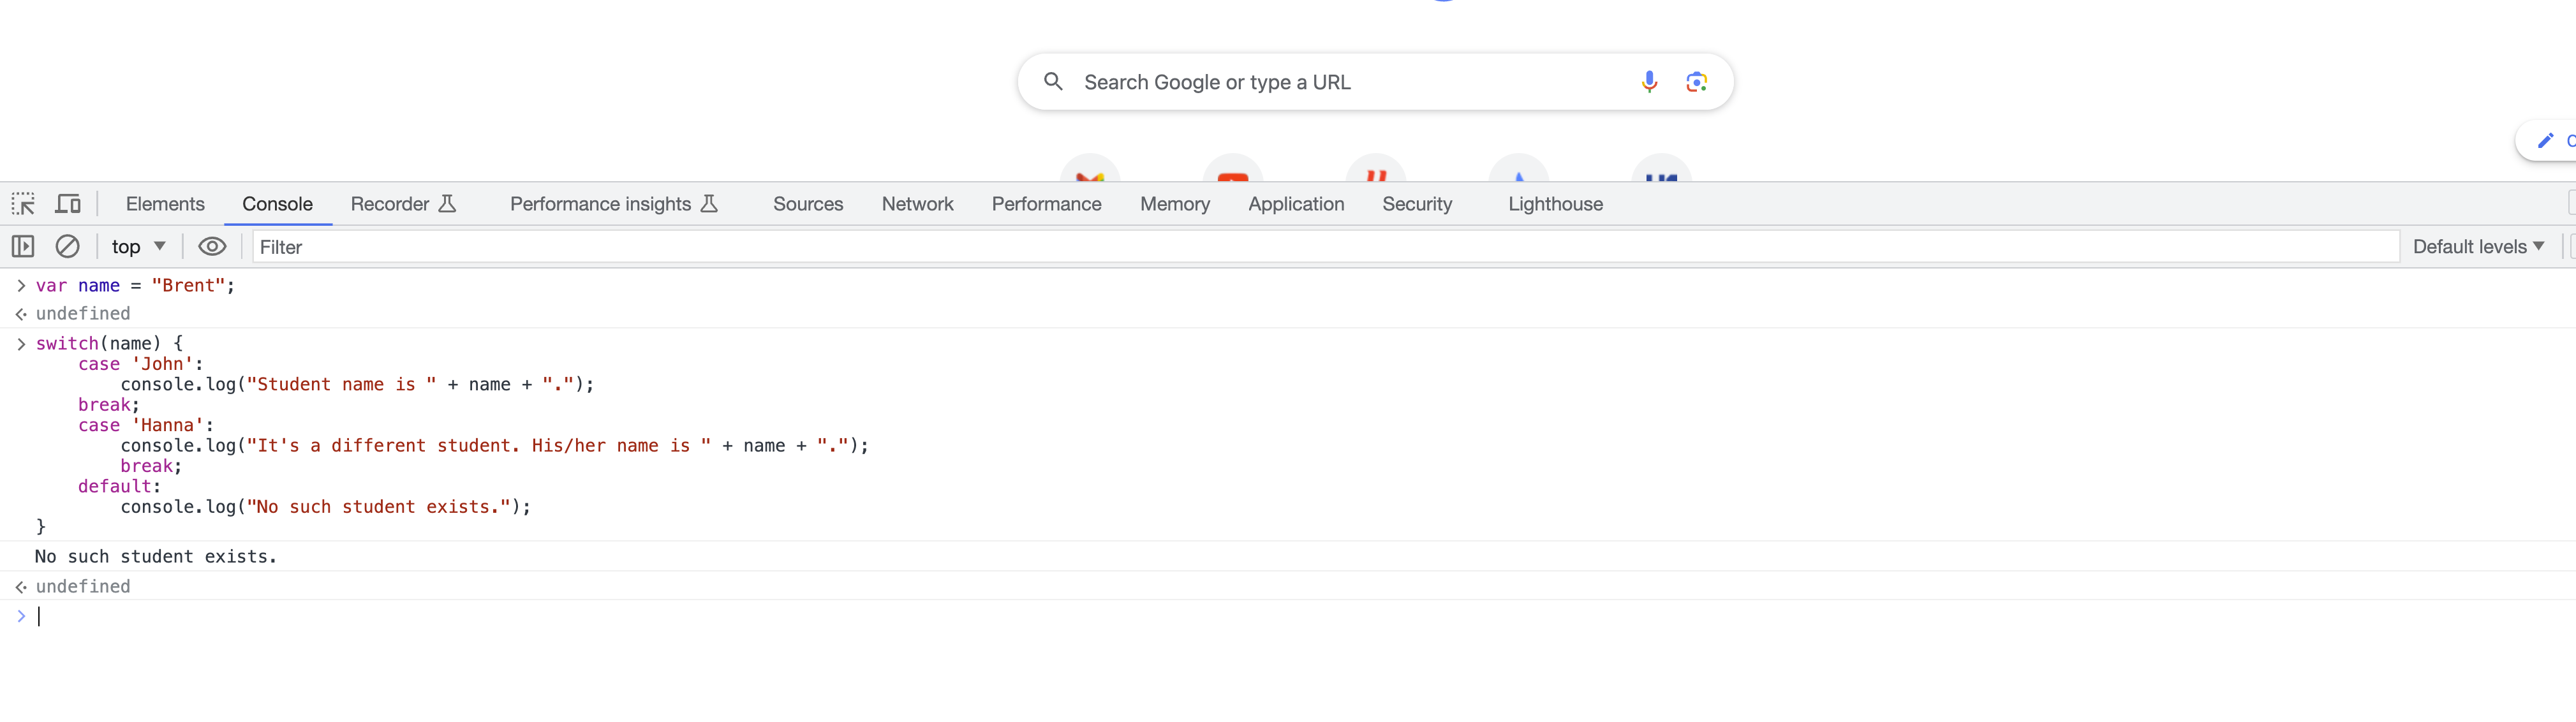 Search Google or type a URL
Elements Console Recorder Performance insights Sources Network Performance Memory Application Security Lighthouse
top Filter Default levels
> var name = "Brent";
undefined
> switch(name) {
    case 'John':
        console.log("Student name is " + name + ".");
    break;
    case 'Hanna':
        console.log("It's a different student. His/her name is " + name + ".");
        break;
    default:
        console.log("No such student exists.");
}
No such student exists.
undefined
>